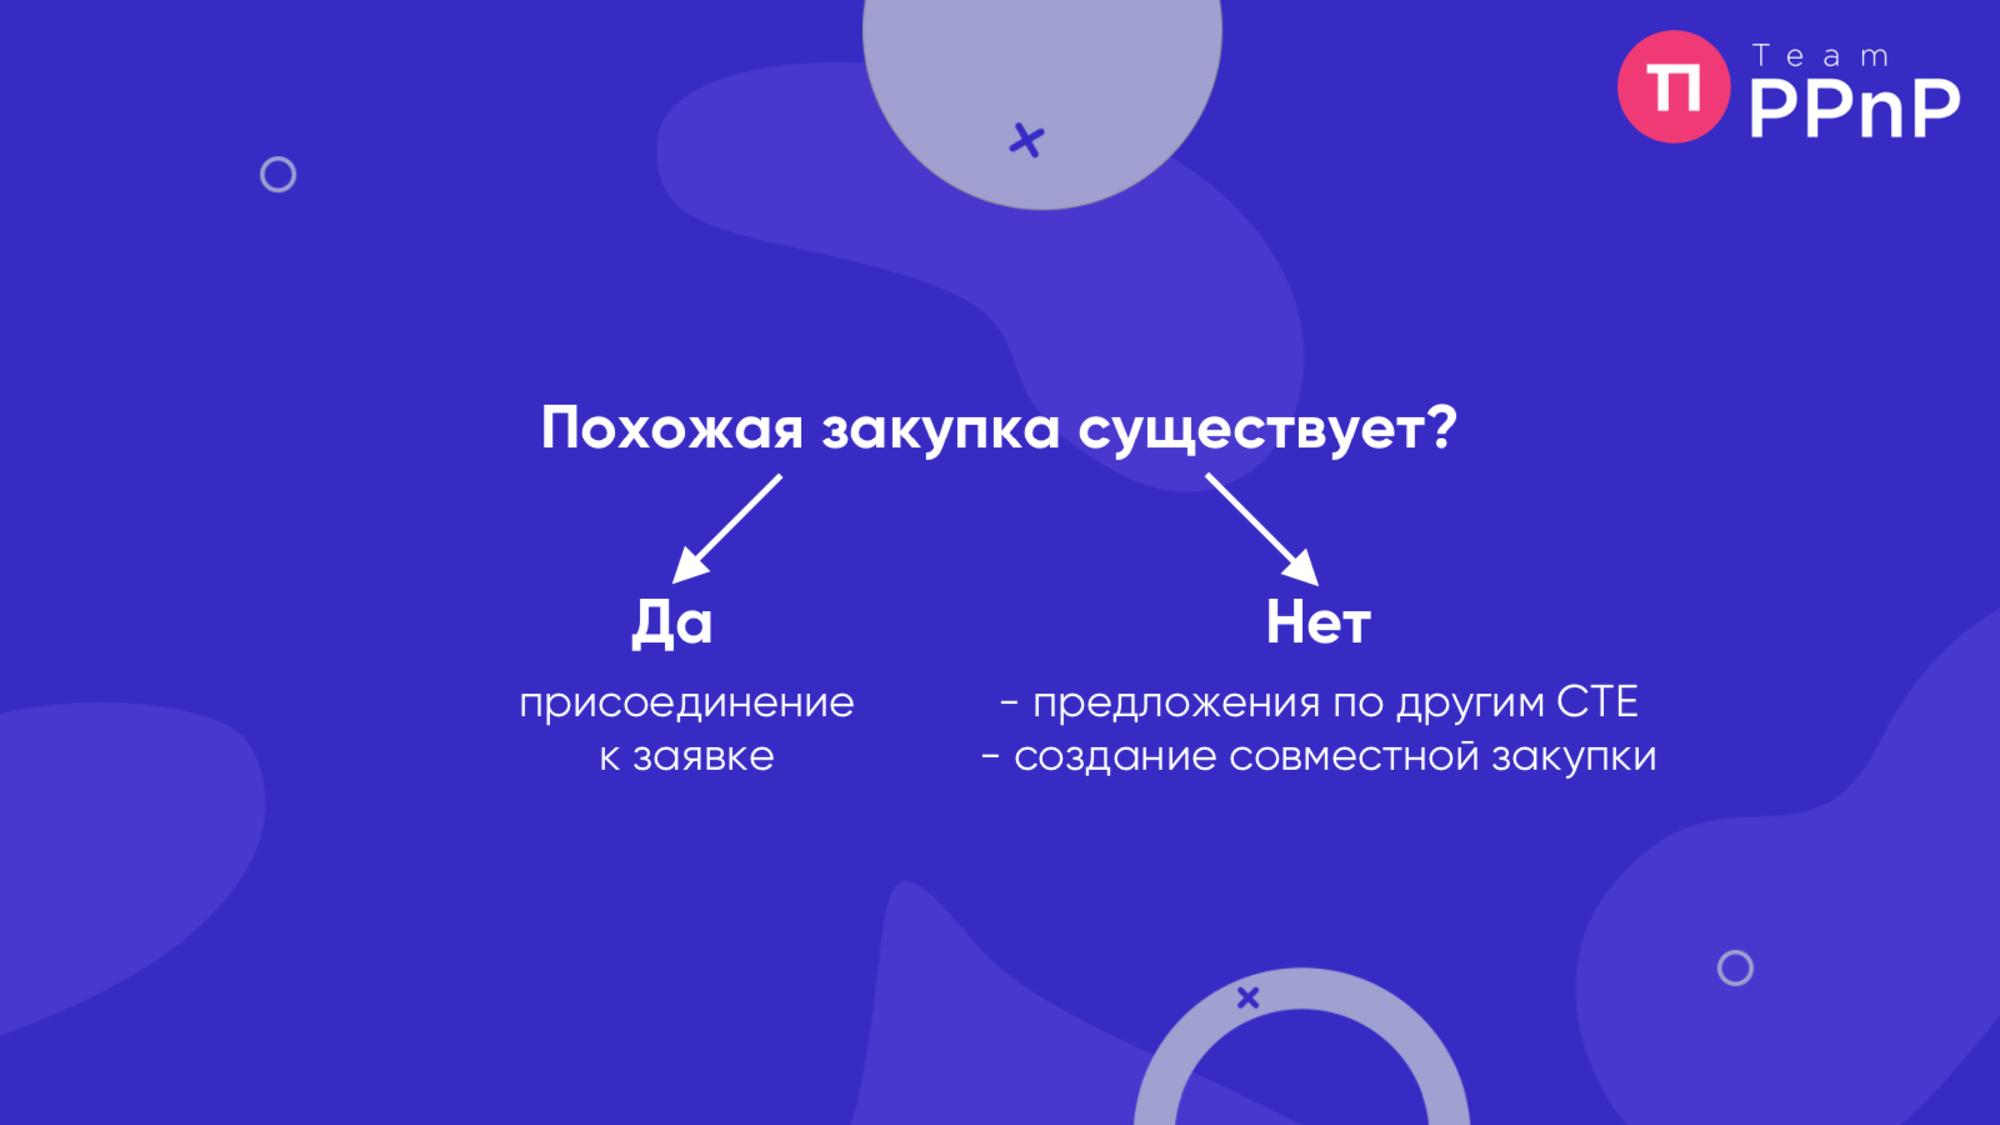 П
Team
PPnP
Похожая закупка существует?
Да
Нет
присоединение
к заявке
- предложения по другим СТЕ
- создание совместной закупки